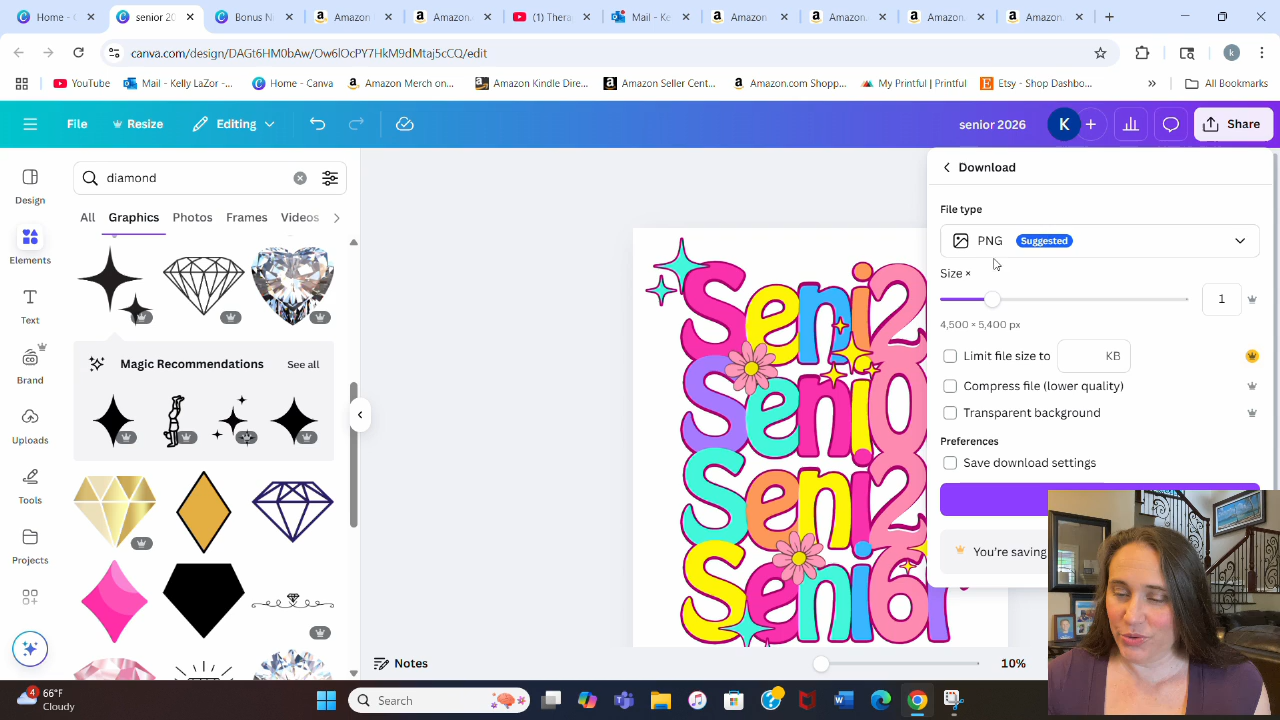 Home - C
senior 20
Bonus N
Amazon
Amazon.
(1) Thera
Mail - Ke
Amazon
Amazon
Amazon
Amazon.
canva.com/design/DAGt6HM0bAw/Ow6lOcPY7HkM9dMtaj5cCQ/edit
k
YouTube
Mail - Kelly LaZor -...
Home - Canva
Amazon Merch on...
Amazon Kindle Dire...
Amazon Seller Cent...
Amazon.com Shopp...
My Printful | Printful
Etsy - Shop Dashbo...
All Bookmarks
File
Resize
Editing
senior 2026
K
Share
Design
Elements
Text
Brand
Uploads
Tools
Projects
diamond
All
Graphics
Photos
Frames
Videos
Magic Recommendations
See all
Seni2
Seni0
Seni2
Seni6r
Download
File type
PNG
Suggested
Size ×
1
4,500 × 5,400 px
Limit file size to
KB
Compress file (lower quality)
Transparent background
Preferences
Save download settings
You're saving
Notes
10%
4
66°F
Cloudy
Search